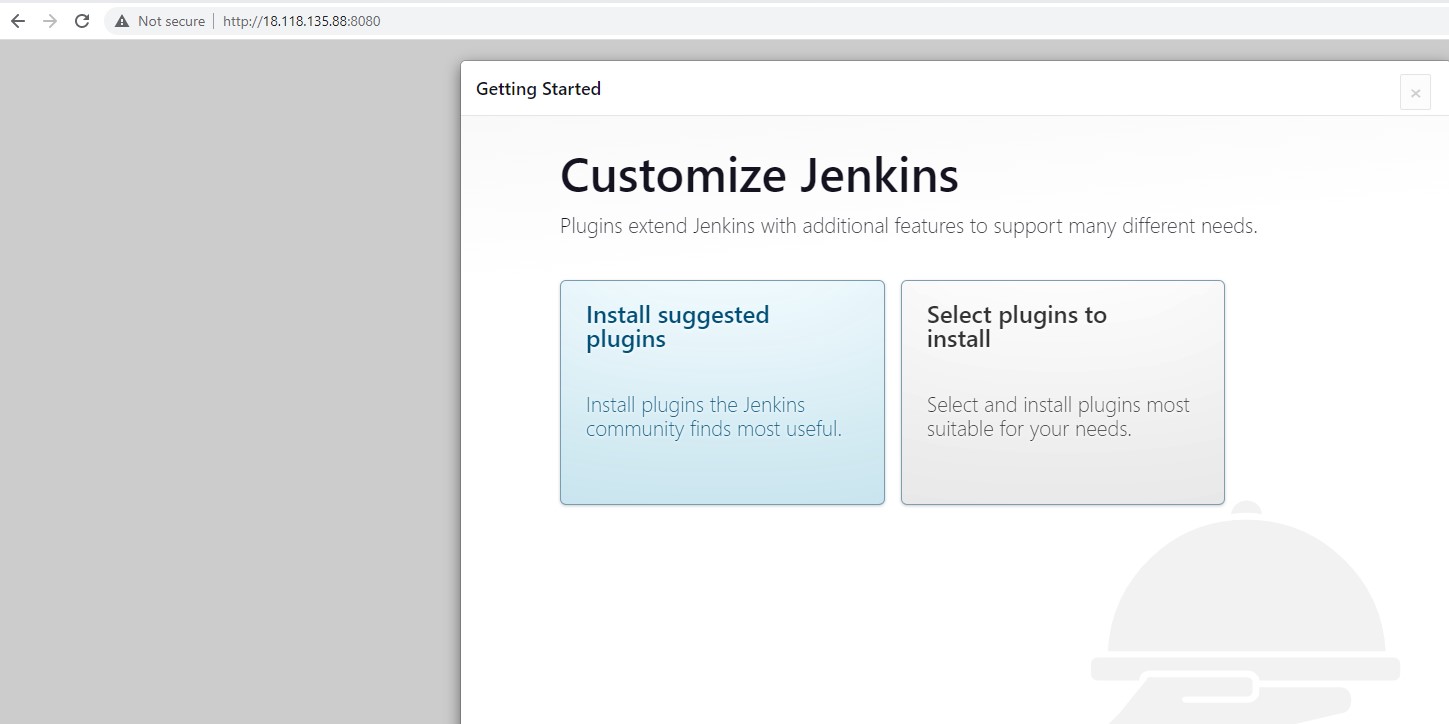 Not secure | http://18.118.135.88:8080
Getting Started
×
Customize Jenkins
Plugins extend Jenkins with additional features to support many different needs.
Install suggested
plugins
Install plugins the Jenkins
community finds most useful.
Select plugins to
install
Select and install plugins most
suitable for your needs.